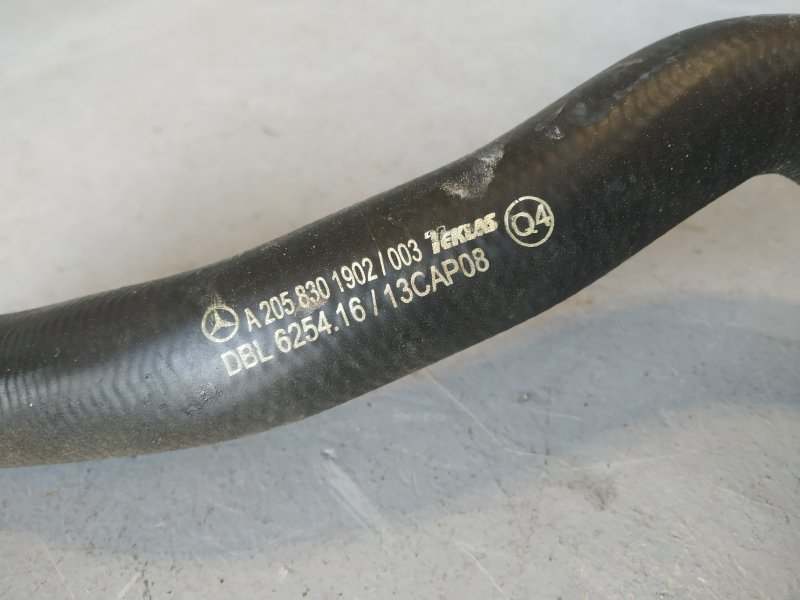 A 205 830 1902 / 003 TEKLAS Q4
DBL 6254.16 / 13CAP08